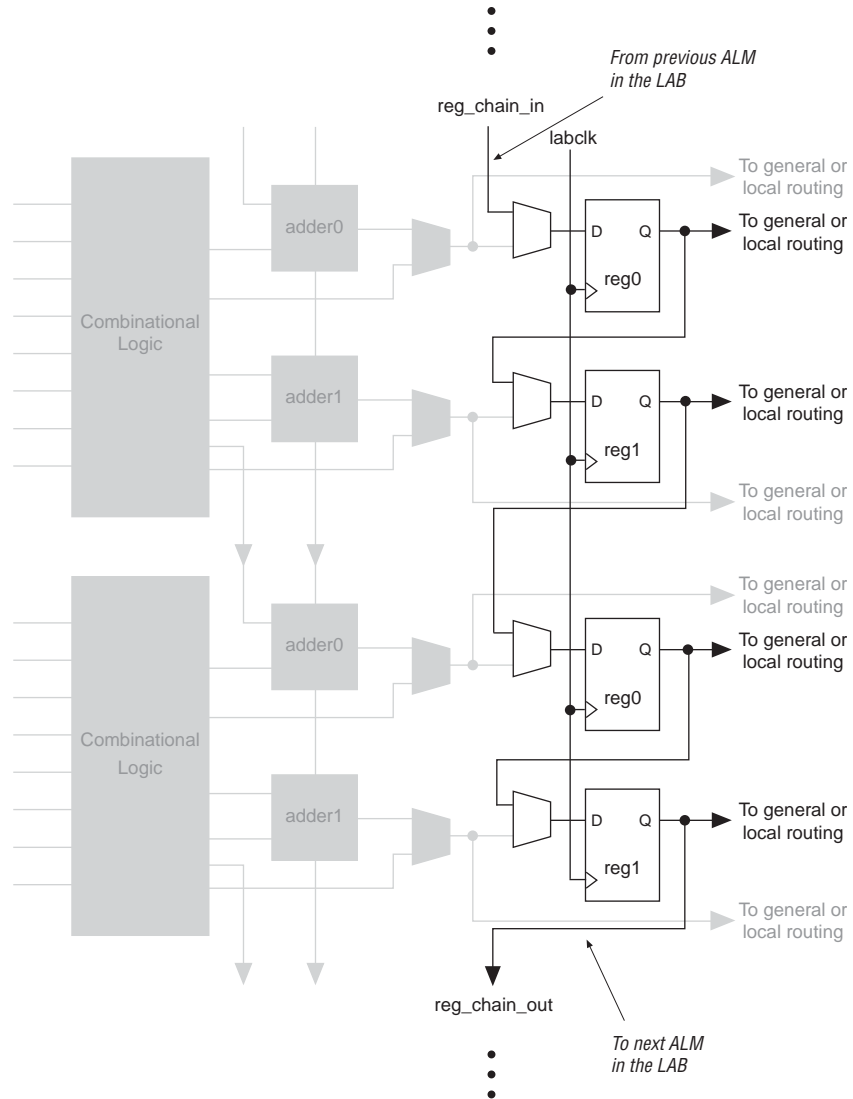 From previous ALM
in the LAB
reg_chain_in
labclk
To general or
local routing
adder0
D Q
To general or
local routing
reg0
Combinational
Logic
adder1
D Q
To general or
local routing
reg1
To general or
local routing
To general or
local routing
adder0
D Q
To general or
local routing
reg0
Combinational
Logic
adder1
D Q
To general or
local routing
reg1
To general or
local routing
reg_chain_out
To next ALM
in the LAB